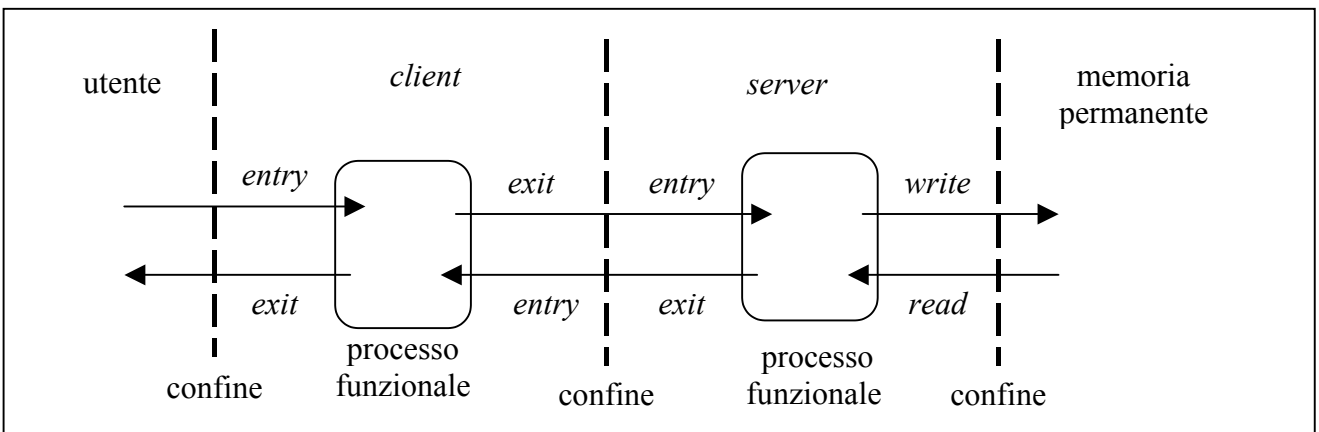 utente
client
server
memoria
permanente
entry
exit
entry
write
exit
entry
exit
read
processo
funzionale
processo
funzionale
confine
confine
confine